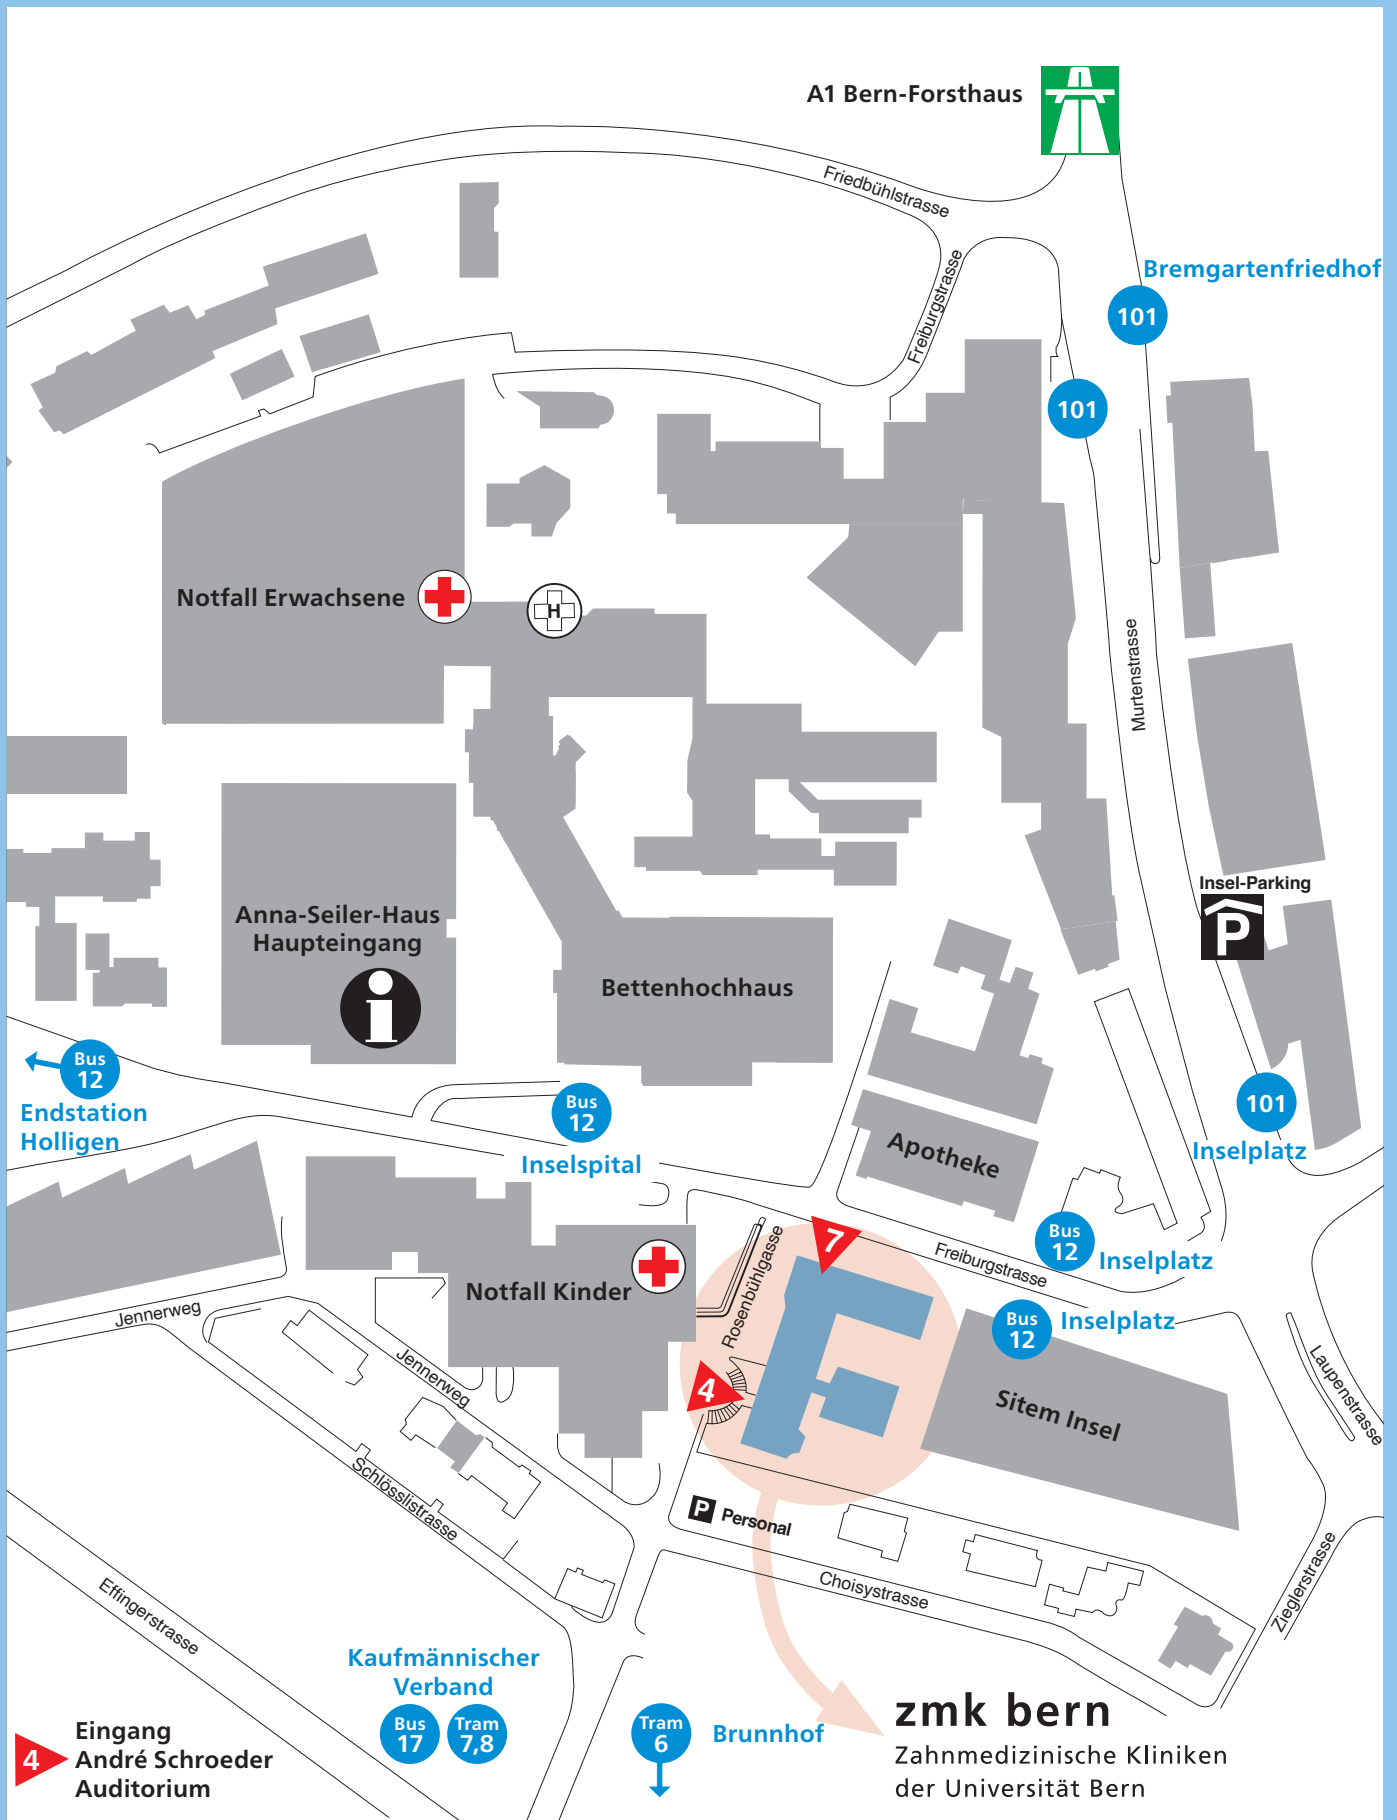 A1 Bern-Forsthaus
Friedbühlstrasse
Freiburgstrasse
Bremgartenfriedhof
101
101
Notfall Erwachsene
H
Murtenstrasse
Insel-Parking
P
Anna-Seiler-Haus
Haupteingang
i
Bettenhochhaus
Bus
12
Endstation
Holligen
Bus
12
Inselspital
Apotheke
101
Inselplatz
Bus
12
Inselplatz
7
Freiburgstrasse
Rosenbühlgasse
Notfall Kinder
Bus
12
Inselplatz
Jennerweg
Jennerweg
4
Sitem Insel
Laupenstrasse
Schlösslistrasse
P Personal
Choisystrasse
Zieglerstrasse
Effingerstrasse
Kaufmännischer
Verband
Bus
17
Tram
7,8
Tram
6
Brunnhof
4
Eingang
André Schroeder
Auditorium
zmk bern
Zahnmedizinische Kliniken
der Universität Bern